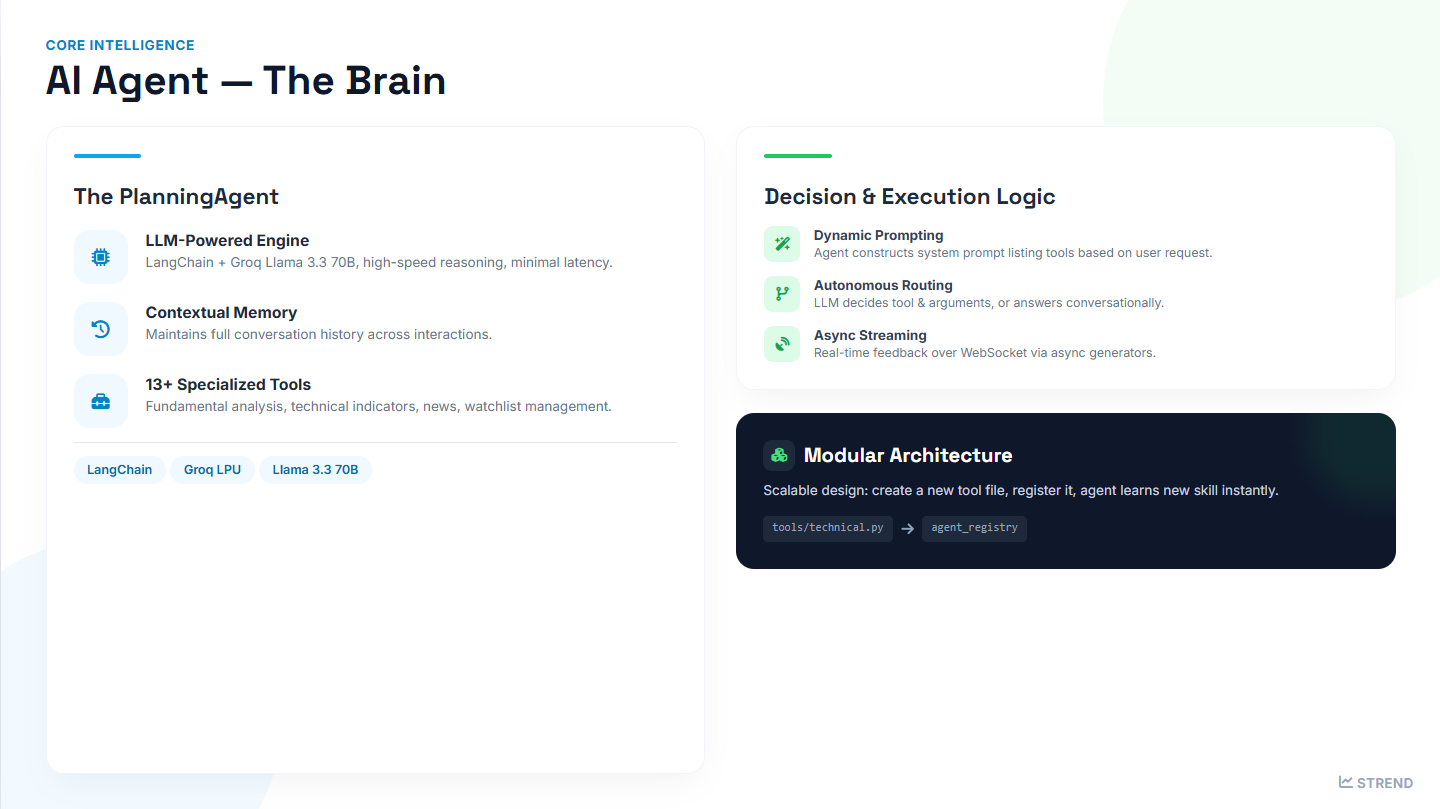 CORE INTELLIGENCE
AI Agent — The Brain
The PlanningAgent
LLM-Powered Engine
LangChain + Groq Llama 3.3 70B, high-speed reasoning, minimal latency.
Contextual Memory
Maintains full conversation history across interactions.
13+ Specialized Tools
Fundamental analysis, technical indicators, news, watchlist management.
LangChain Groq LPU Llama 3.3 70B
Decision & Execution Logic
Dynamic Prompting
Agent constructs system prompt listing tools based on user request.
Autonomous Routing
LLM decides tool & arguments, or answers conversationally.
Async Streaming
Real-time feedback over WebSocket via async generators.
Modular Architecture
Scalable design: create a new tool file, register it, agent learns new skill instantly.
tools/technical.py → agent_registry
STREND